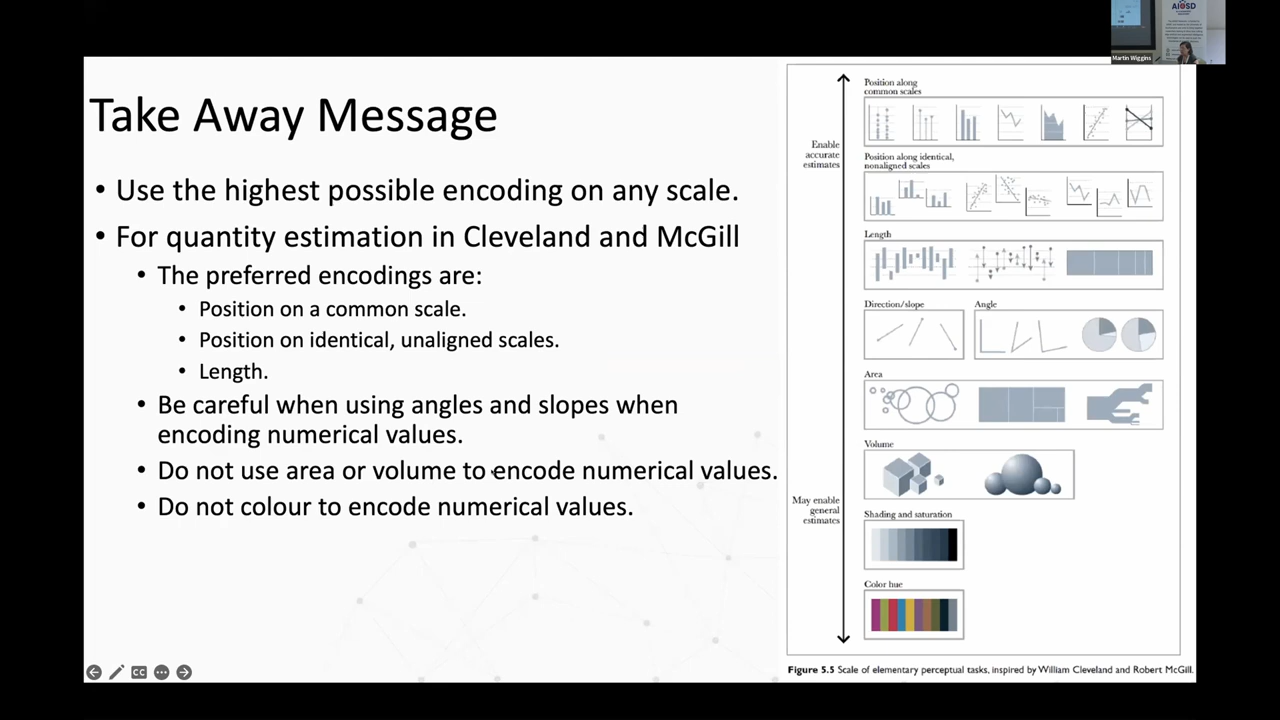 AIOSD
Martin Wiggins
Take Away Message
• Use the highest possible encoding on any scale.
• For quantity estimation in Cleveland and McGill
• The preferred encodings are:
• Position on a common scale.
• Position on identical, unaligned scales.
• Length.
• Be careful when using angles and slopes when
encoding numerical values.
• Do not use area or volume to encode numerical values.
• Do not colour to encode numerical values.
Position along
common scales
Enable
accurate
estimates
Position along identical,
nonaligned scales
Length
Direction/slope
Angle
Area
Volume
May enable
general
estimates
Shading and saturation
Color hue
Figure 5.5 Scale of elementary perceptual tasks, inspired by William Cleveland and Robert McGill.
CC